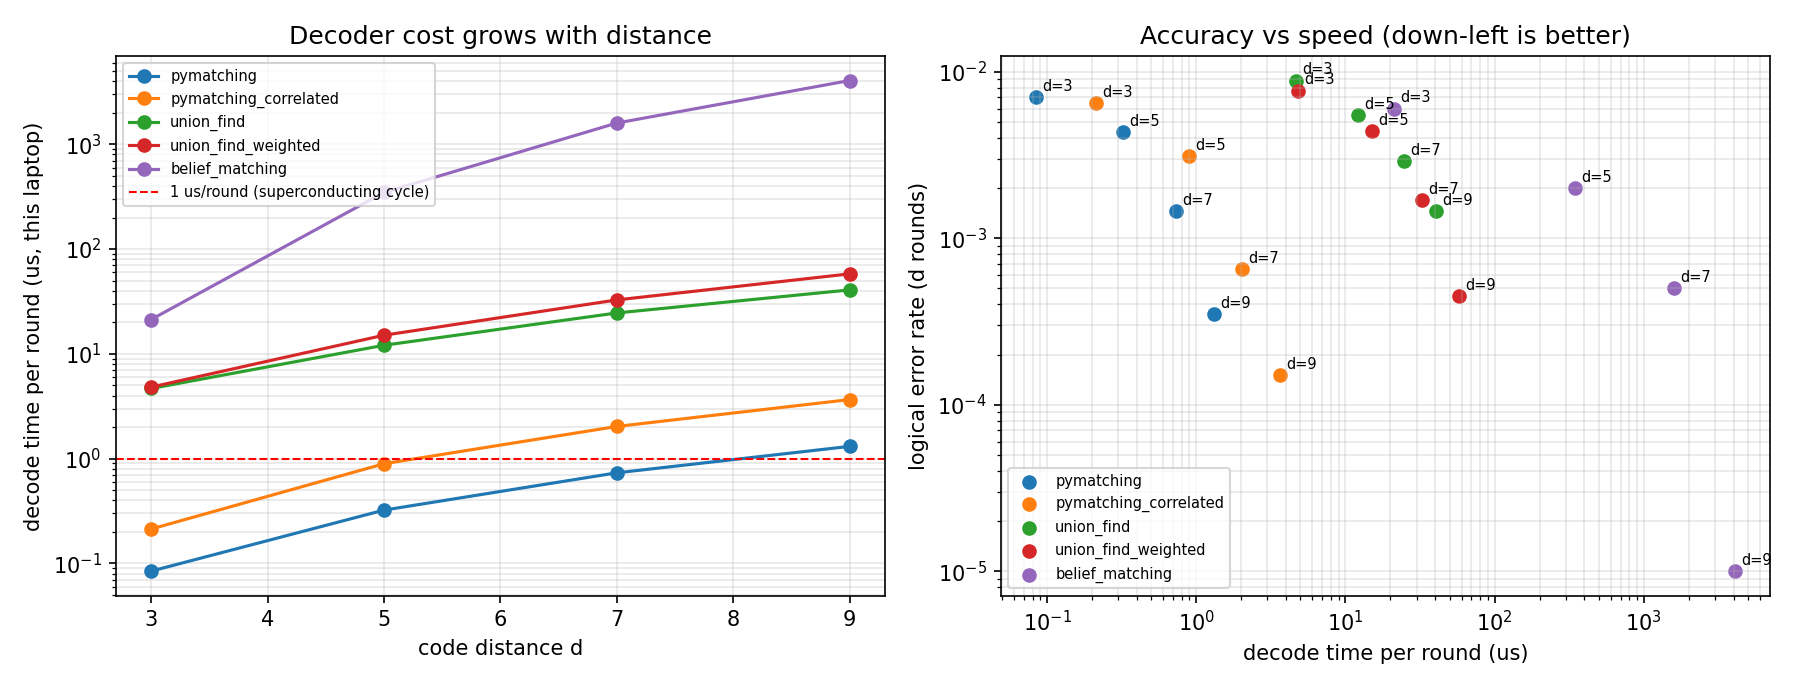 Decoder cost grows with distance
decode time per round (us, this laptop)
10³
10²
10¹
10⁰
10⁻¹
pymatching
pymatching_correlated
union_find
union_find_weighted
belief_matching
1 us/round (superconducting cycle)
3 4 5 6 7 8 9
code distance d
Accuracy vs speed (down-left is better)
logical error rate (d rounds)
10⁻²
10⁻³
10⁻⁴
10⁻⁵
d=3
d=3
d=3
d=3
d=3
d=5
d=5
d=5
d=5
d=5
d=7
d=7
d=7
d=9
d=7
d=7
d=9
d=9
d=9
d=9
pymatching
pymatching_correlated
union_find
union_find_weighted
belief_matching
10⁻¹ 10⁰ 10¹ 10² 10³
decode time per round (us)